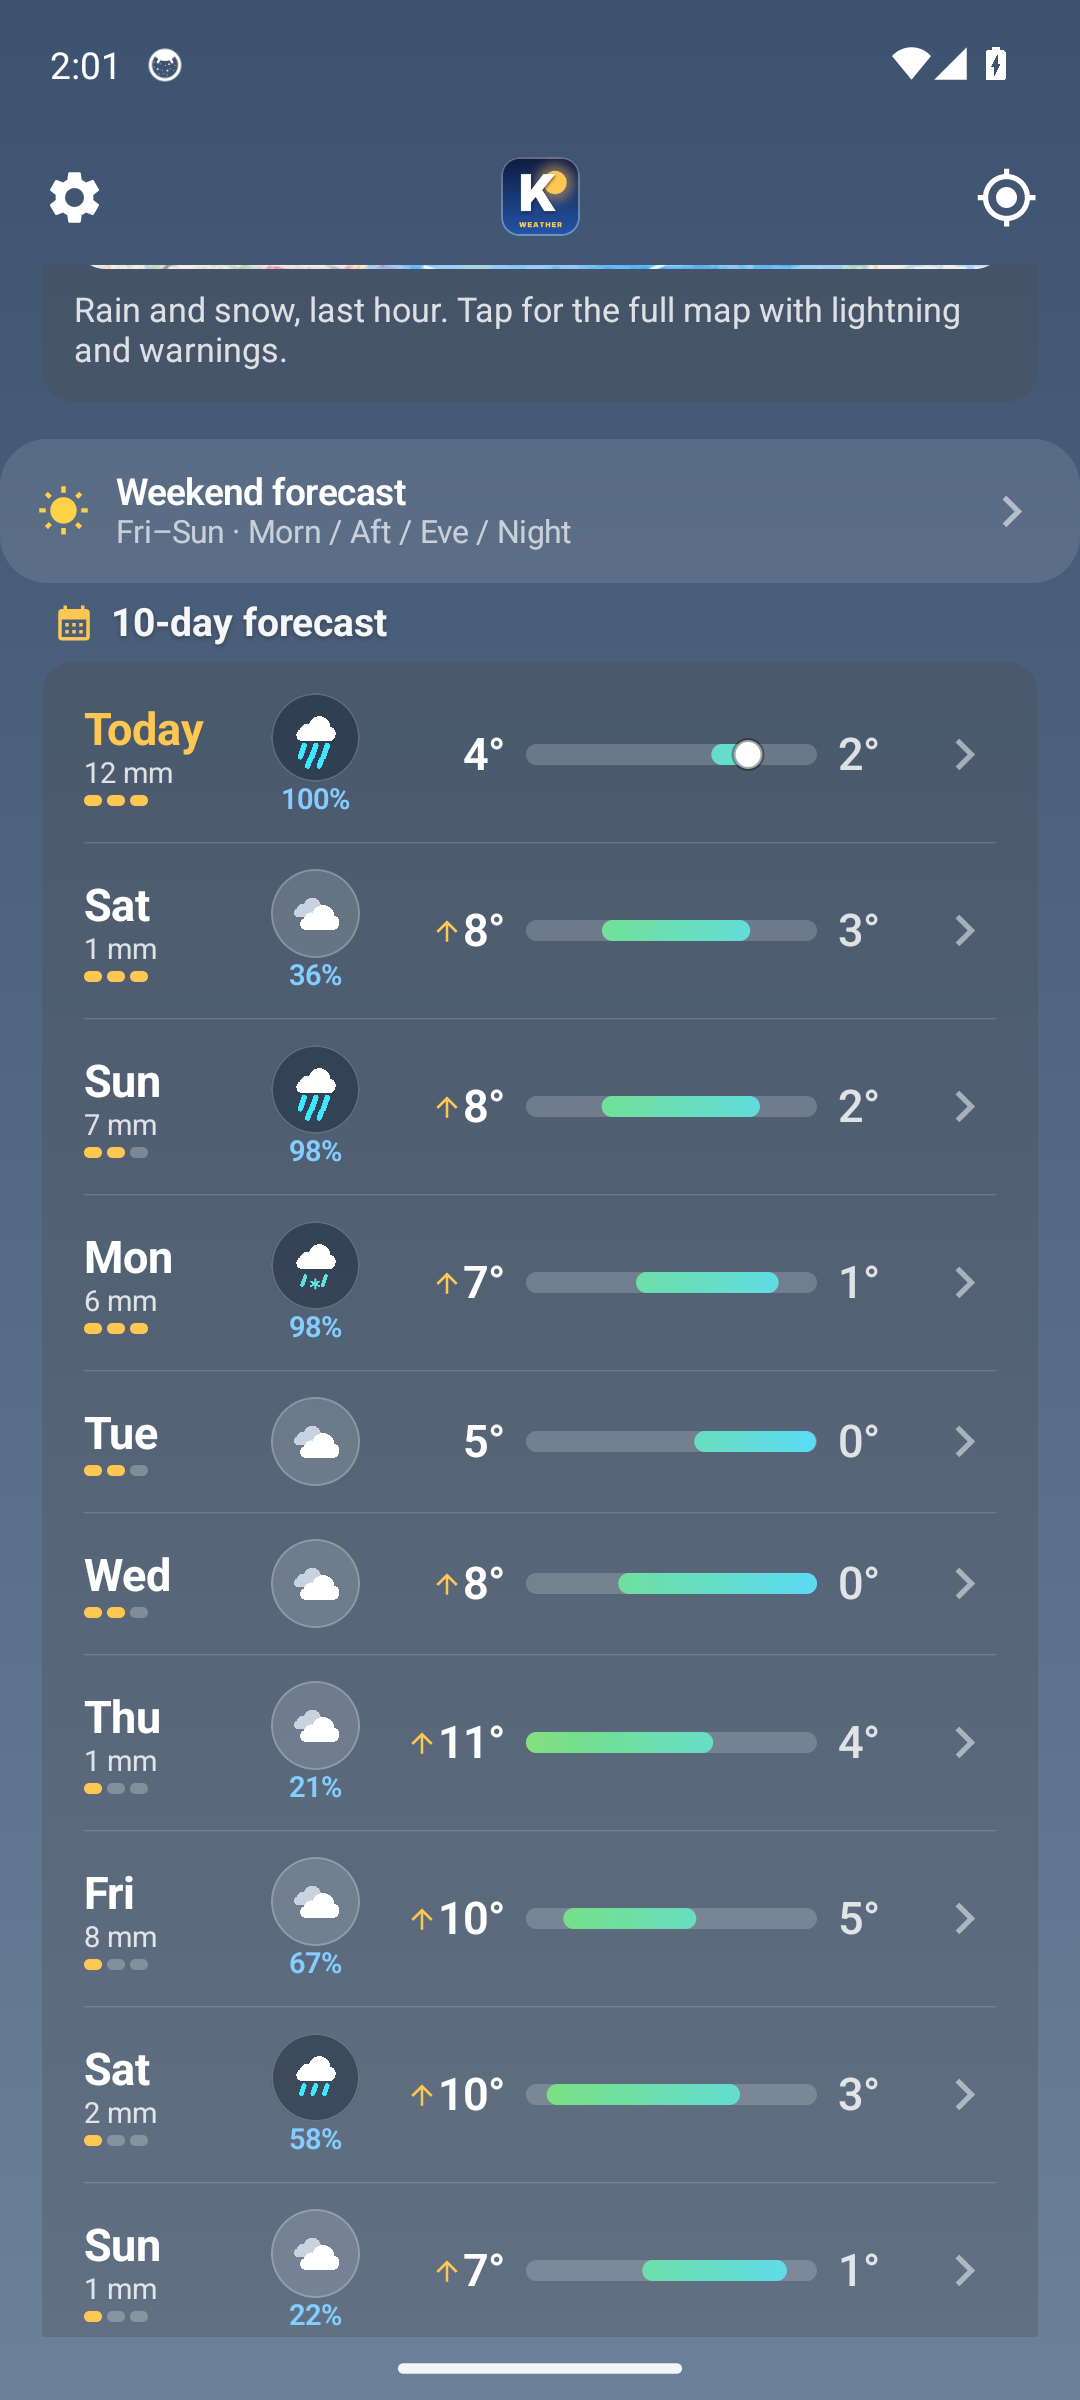 2:01
K
WEATHER
Rain and snow, last hour. Tap for the full map with lightning
and warnings.
Weekend forecast
Fri–Sun · Morn / Aft / Eve / Night
10-day forecast
Today
12 mm
100%
4°
2°
Sat
1 mm
36%
↑8°
3°
Sun
7 mm
98%
↑8°
2°
Mon
6 mm
98%
↑7°
1°
Tue
5°
0°
Wed
↑8°
0°
Thu
1 mm
21%
↑11°
4°
Fri
8 mm
67%
↑10°
5°
Sat
2 mm
58%
↑10°
3°
Sun
1 mm
22%
↑7°
1°